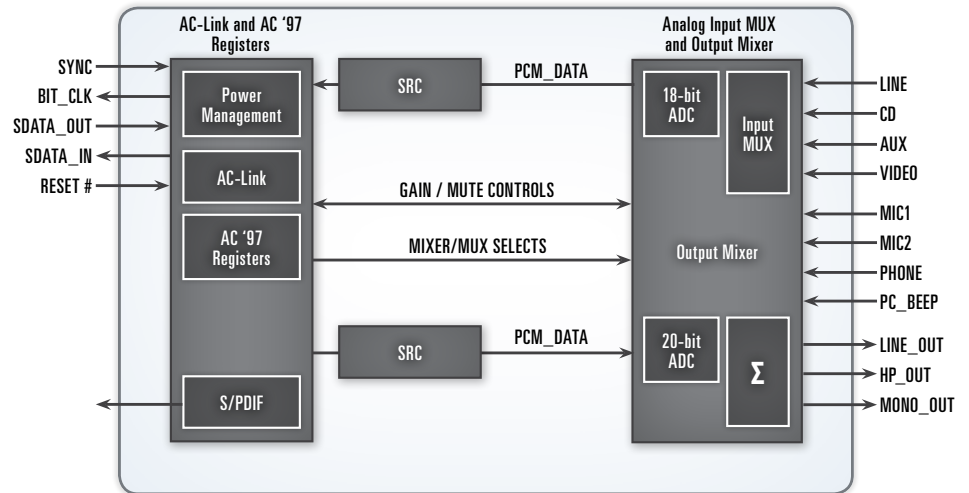 AC-Link and AC ‘97
Registers
Analog Input MUX
and Output Mixer
SYNC
BIT_CLK
SDATA_OUT
SDATA_IN
RESET #
Power
Management
AC-Link
AC ‘97
Registers
S/PDIF
SRC
PCM_DATA
GAIN / MUTE CONTROLS
MIXER/MUX SELECTS
SRC
PCM_DATA
18-bit
ADC
Input
MUX
Output Mixer
20-bit
ADC
Σ
LINE
CD
AUX
VIDEO
MIC1
MIC2
PHONE
PC_BEEP
LINE_OUT
HP_OUT
MONO_OUT